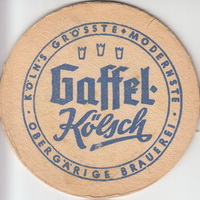 KÖLN'S GRÖSSTE • MODERNSTE
Gaffel-
Kölsch
• OBERGÄRIGE BRAUEREI •